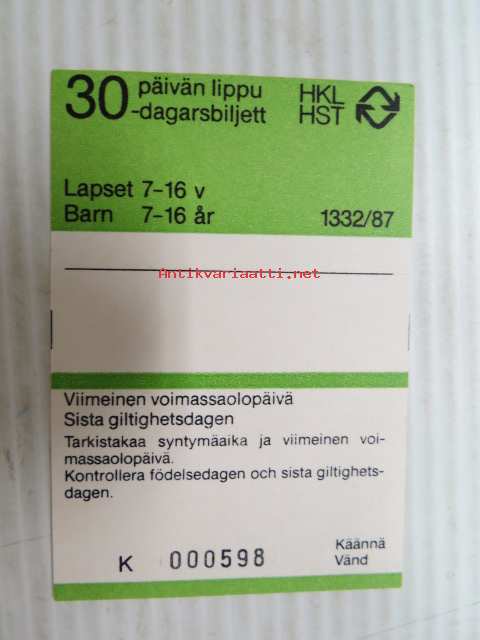 30 päivän lippu
-dagarsbiljett
HKL
HST
Lapset 7-16 v
Barn 7-16 år
1332/87
Antikvariaatti.net
Viimeinen voimassaolopäivä
Sista giltighetsdagen
Tarkistakaa syntymäaika ja viimeinen voi-
massaolopäivä.
Kontrollera födelsedagen och sista giltighets-
dagen.
K 000598
Käännä
Vänd